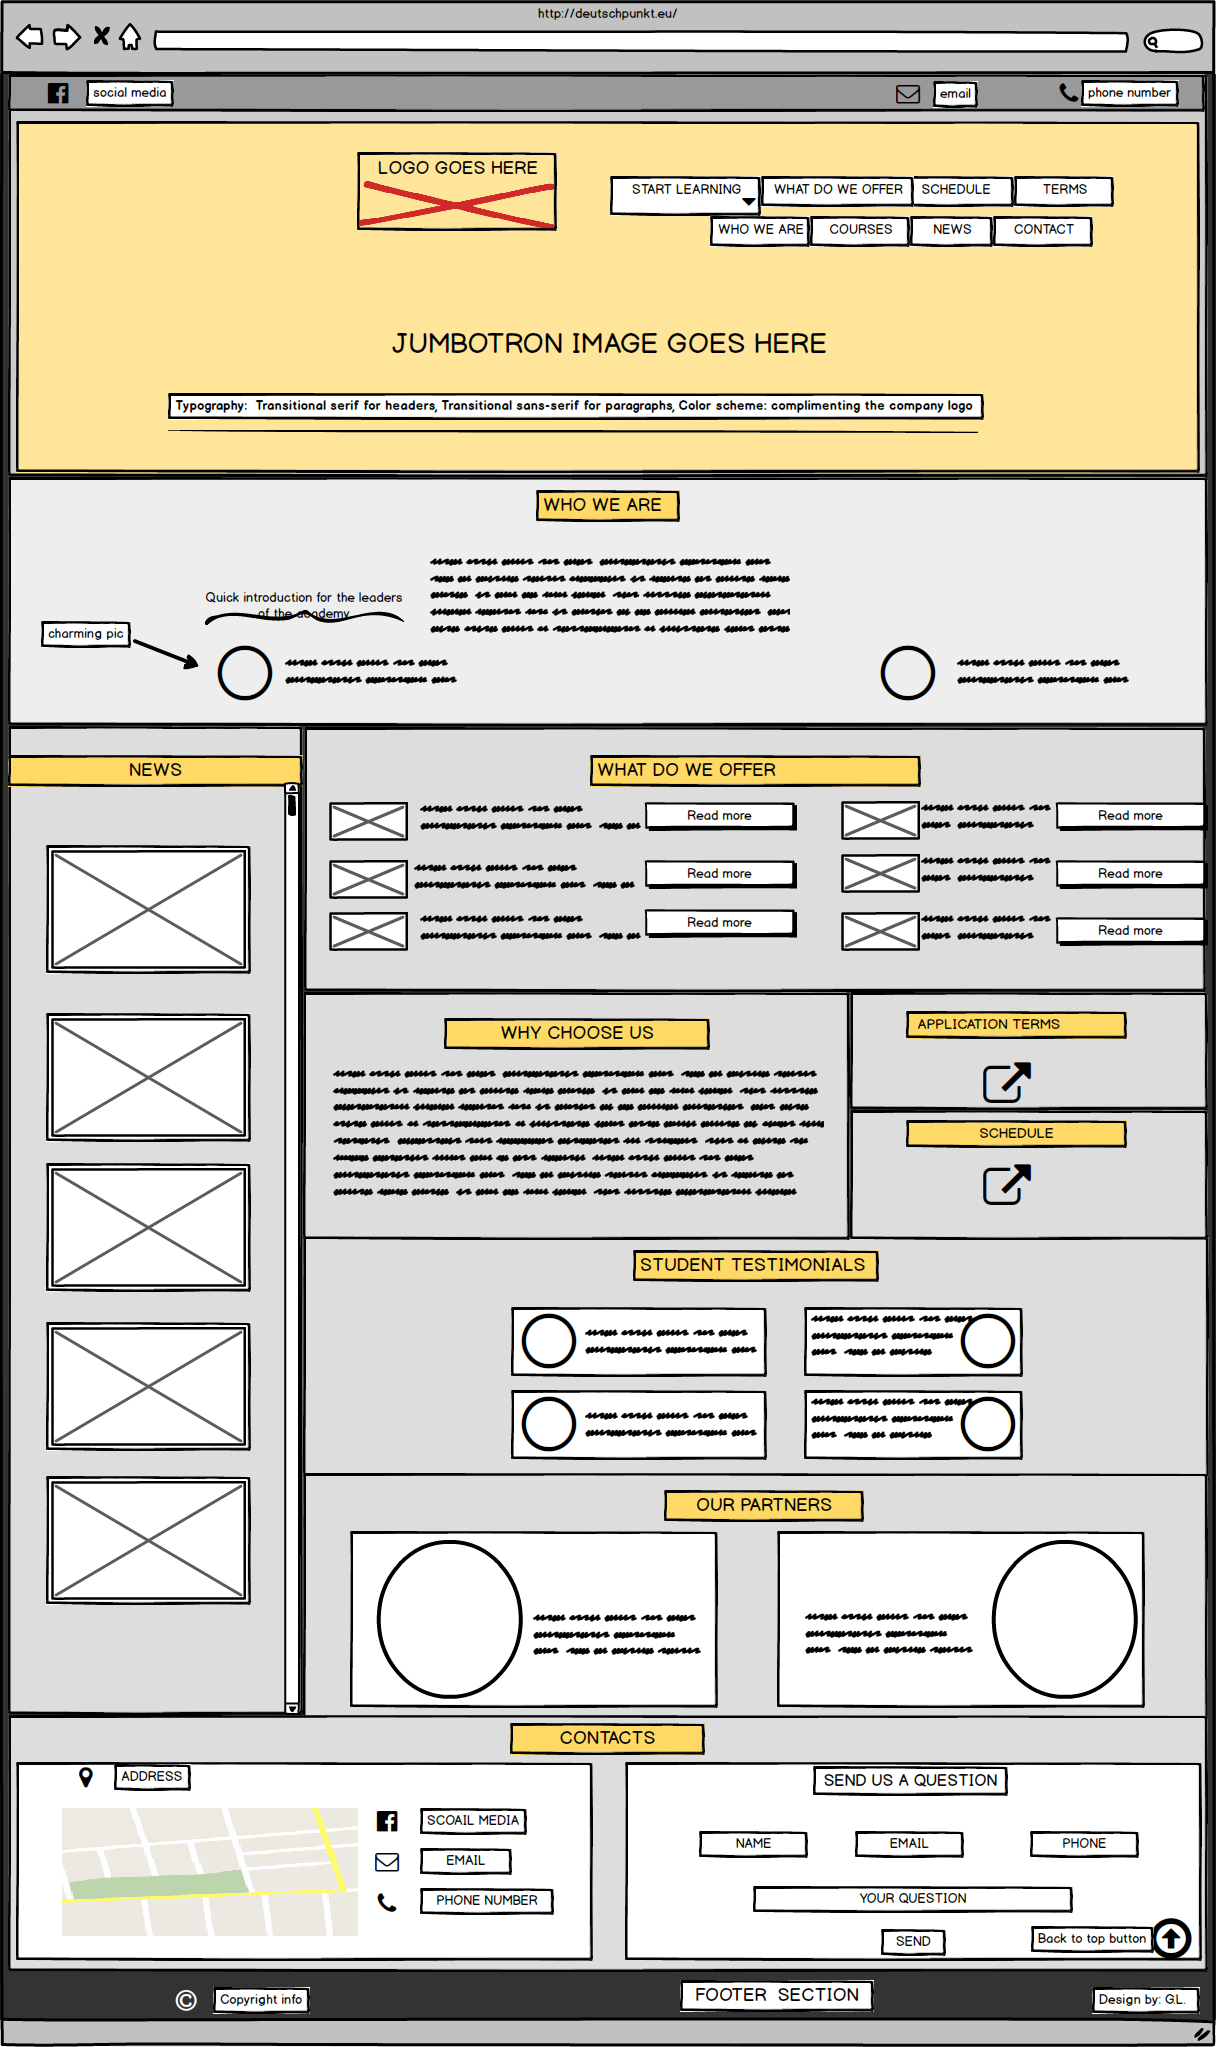 http://deutschpunkt.eu/
social media
email
phone number
LOGO GOES HERE
START LEARNING
WHAT DO WE OFFER
SCHEDULE
TERMS
WHO WE ARE
COURSES
NEWS
CONTACT
JUMBOTRON IMAGE GOES HERE
Typography: Transitional serif for headers, Transitional sans-serif for paragraphs, Color scheme: complimenting the company logo
WHO WE ARE
Quick introduction for the leaders
of the academy
charming pic
NEWS
WHAT DO WE OFFER
Read more
Read more
Read more
Read more
Read more
Read more
WHY CHOOSE US
APPLICATION TERMS
SCHEDULE
STUDENT TESTIMONIALS
OUR PARTNERS
CONTACTS
ADDRESS
SCOAIL MEDIA
EMAIL
PHONE NUMBER
SEND US A QUESTION
NAME
EMAIL
PHONE
YOUR QUESTION
SEND
Back to top button
© Copyright info
FOOTER SECTION
Design by: G.L.